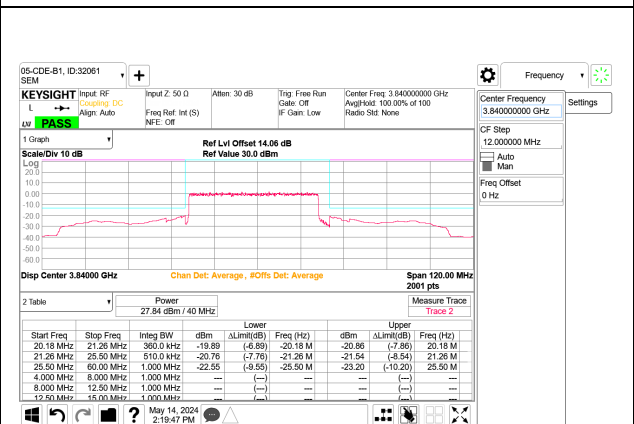 05-CDE-B1, ID:32061
SEM
Frequency
KEYSIGHT
Input: RF
Coupling: DC
Align: Auto
Input Z: 50 Ω
Freq Ref: Int (S)
NFE: Off
Atten: 30 dB
Trig: Free Run
Gate: Off
IF Gain: Low
Center Freq: 3.840000000 GHz
Avg|Hold: 100.00% of 100
Radio Std: None
L
LXI PASS
Center Frequency
3.840000000 GHz
Settings
CF Step
12.000000 MHz
Auto
Man
Freq Offset
0 Hz
1 Graph
Scale/Div 10 dB
Ref Lvl Offset 14.06 dB
Ref Value 30.0 dBm
Log
20.0
10.0
0.00
-10.0
-20.0
-30.0
-40.0
-50.0
-60.0
Disp Center 3.84000 GHz
Chan Det: Average, #Offs Det: Average
Span 120.00 MHz
2001 pts
2 Table
Power
27.84 dBm / 40 MHz
Measure Trace
Trace 2
Lower Upper
Start Freq Stop Freq Integ BW dBm ΔLimit(dB) Freq (Hz) dBm ΔLimit(dB) Freq (Hz)
20.18 MHz 21.26 MHz 360.0 kHz -19.89 (-6.89) -20.18 M -20.86 (-7.86) 20.18 M
21.26 MHz 25.50 MHz 510.0 kHz -20.76 (-7.76) -21.26 M -21.54 (-8.54) 21.26 M
25.50 MHz 60.00 MHz 1.000 MHz -22.55 (-9.55) -25.50 M -23.20 (-10.20) 25.50 M
4.000 MHz 8.000 MHz 1.000 MHz --- (---) --- --- (---) ---
8.000 MHz 12.50 MHz 1.000 MHz --- (---) --- --- (---) ---
12.50 MHz 15.00 MHz 1.000 MHz --- (---) --- --- (---) ---
May 14, 2024
2:19:47 PM